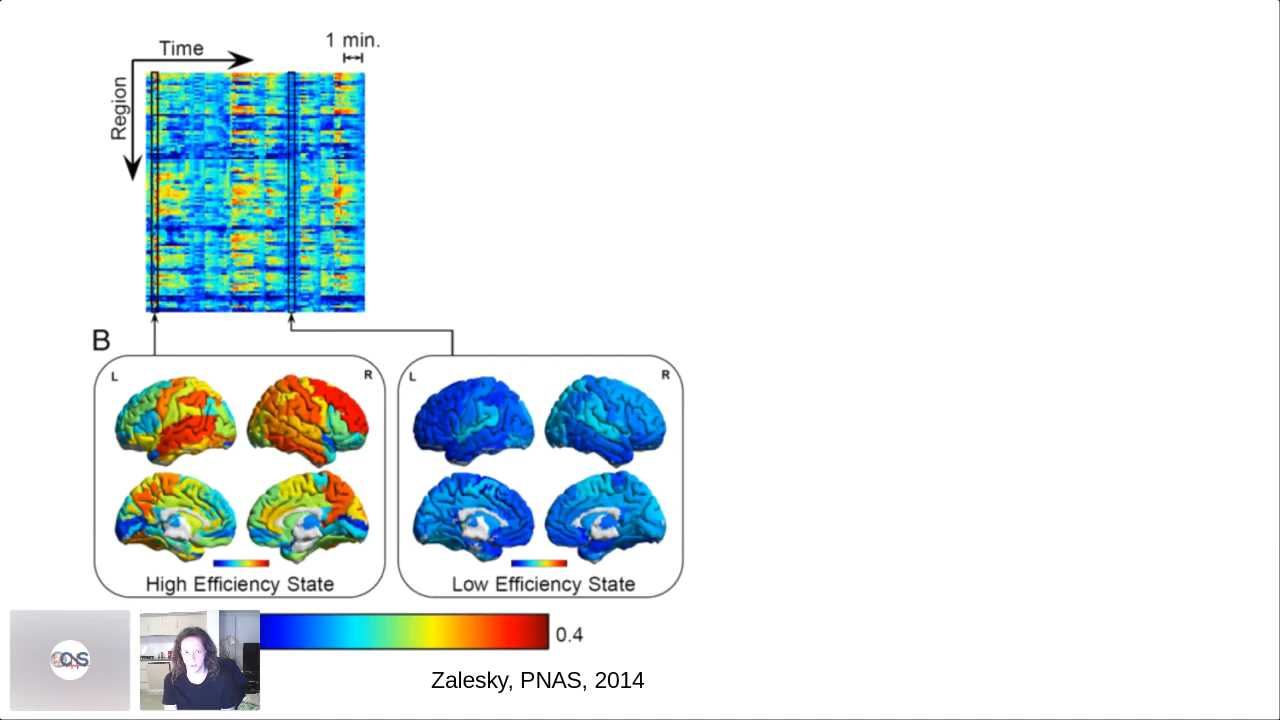 1 min.
Time
Region
B
L
R
L
R
High Efficiency State
Low Efficiency State
0.4
Zalesky, PNAS, 2014